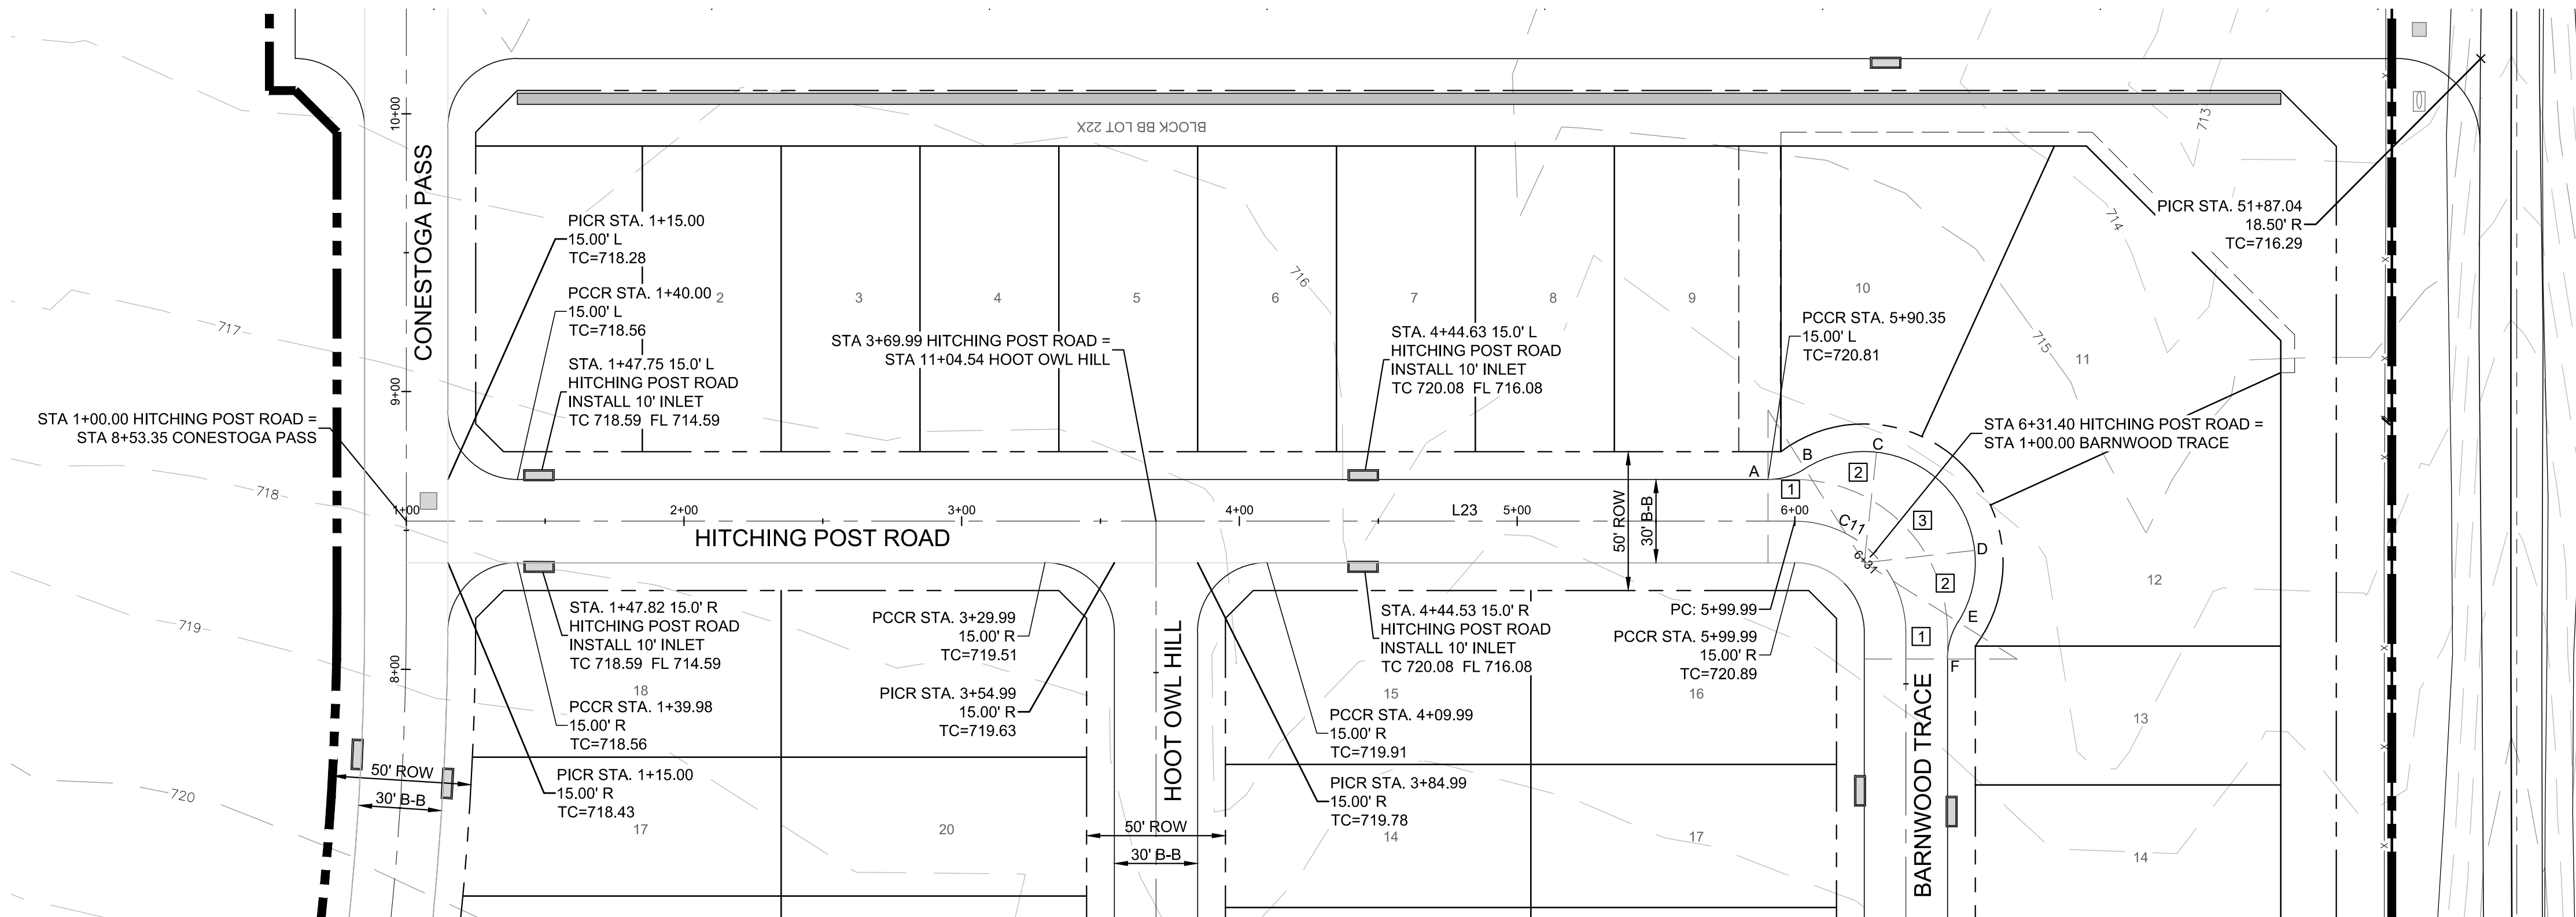 BLOCK BB LOT 22X
10+00
CONESTOGA PASS
9+00
8+00
717
718
719
720
716
713
714
715
PICR STA. 1+15.00
15.00' L
TC=718.28
PCCR STA. 1+40.00
15.00' L
TC=718.56
STA. 1+47.75 15.0' L
HITCHING POST ROAD
INSTALL 10' INLET
TC 718.59 FL 714.59
2
3
4
5
6
7
8
9
10
11
12
13
14
STA 3+69.99 HITCHING POST ROAD =
STA 11+04.54 HOOT OWL HILL
STA. 4+44.63 15.0' L
HITCHING POST ROAD
INSTALL 10' INLET
TC 720.08 FL 716.08
PCCR STA. 5+90.35
15.00' L
TC=720.81
PICR STA. 51+87.04
18.50' R
TC=716.29
STA 1+00.00 HITCHING POST ROAD =
STA 8+53.35 CONESTOGA PASS
STA 6+31.40 HITCHING POST ROAD =
STA 1+00.00 BARNWOOD TRACE
A
B
C
D
E
F
1
2
3
2
1
C11
6+31
1+00
2+00
3+00
4+00
L23
5+00
6+00
HITCHING POST ROAD
50' ROW
30' B-B
STA. 1+47.82 15.0' R
HITCHING POST ROAD
INSTALL 10' INLET
TC 718.59 FL 714.59
18
PCCR STA. 1+39.98
15.00' R
TC=718.56
PICR STA. 1+15.00
15.00' R
TC=718.43
17
20
50' ROW
30' B-B
PCCR STA. 3+29.99
15.00' R
TC=719.51
PICR STA. 3+54.99
15.00' R
TC=719.63
HOOT OWL HILL
50' ROW
30' B-B
STA. 4+44.53 15.0' R
HITCHING POST ROAD
INSTALL 10' INLET
TC 720.08 FL 716.08
15
PCCR STA. 4+09.99
15.00' R
TC=719.91
PICR STA. 3+84.99
15.00' R
TC=719.78
14
PC: 5+99.99
PCCR STA. 5+99.99
15.00' R
TC=720.89
16
17
BARNWOOD TRACE